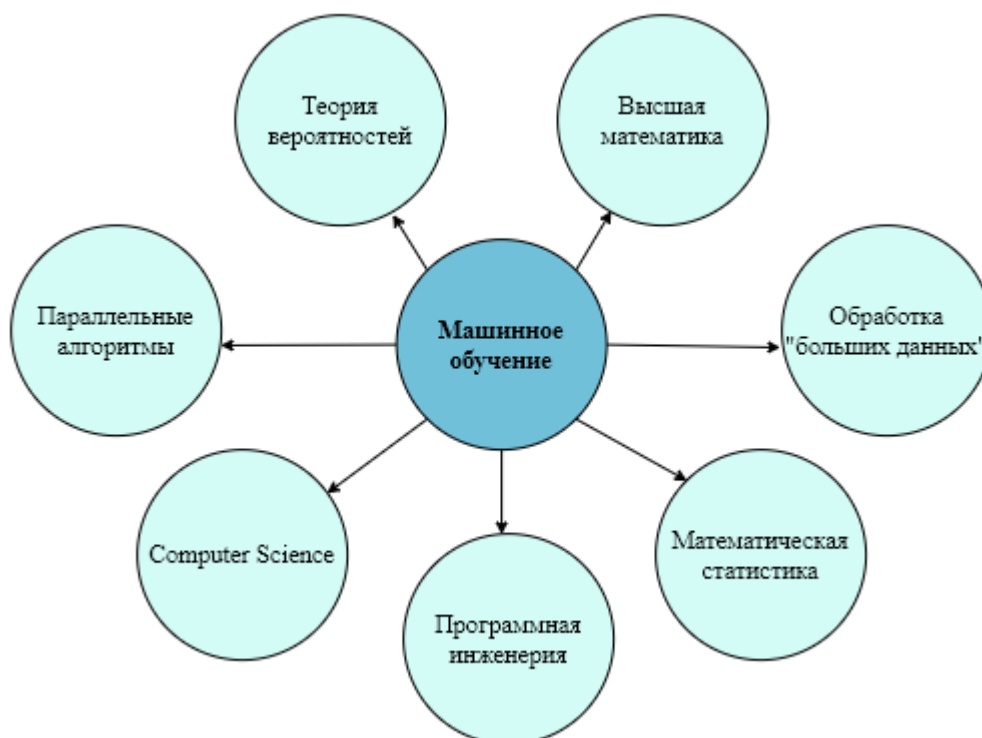 Теория
вероятностей
Высшая
математика
Параллельные
алгоритмы
Машинное
обучение
Обработка
"больших данных"
Computer Science
Математическая
статистика
Программная
инженерия